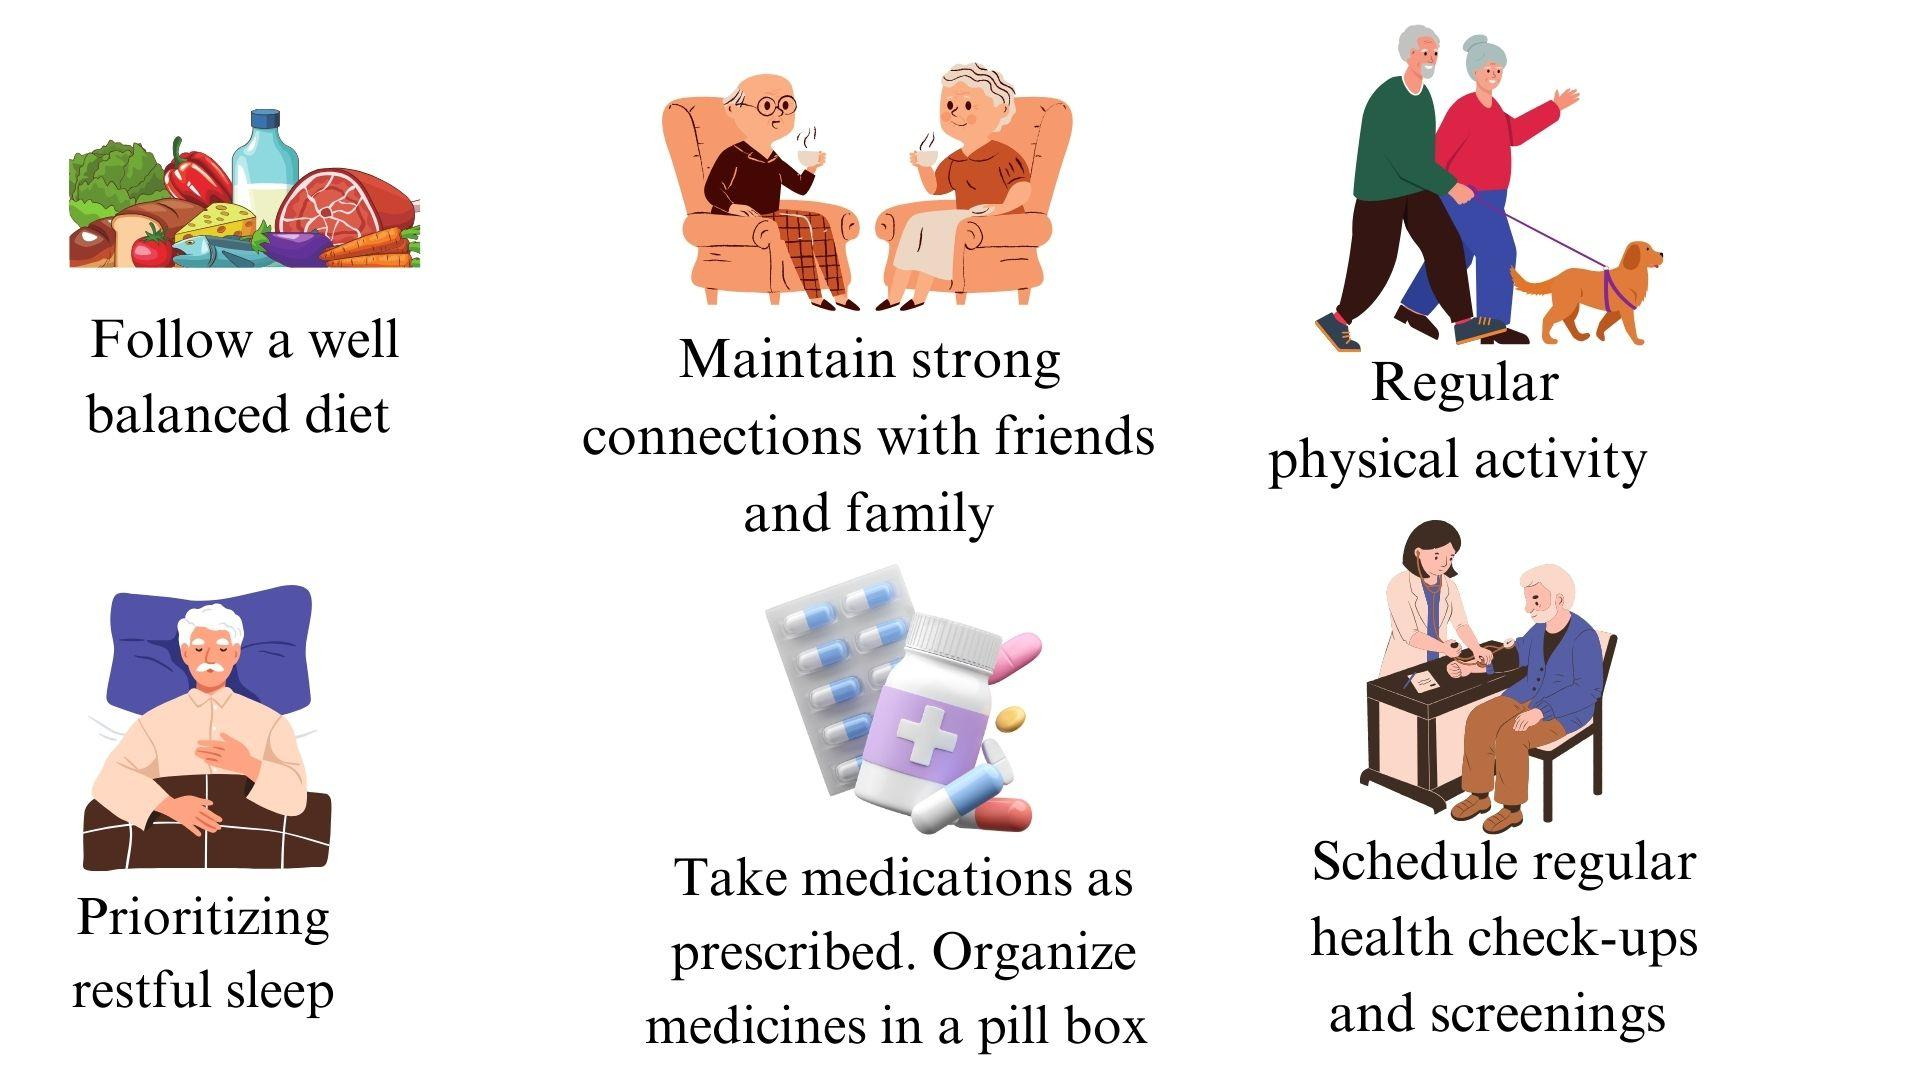 Follow a well
balanced diet
Maintain strong
connections with friends
and family
Regular
physical activity
Prioritizing
restful sleep
Take medications as
prescribed. Organize
medicines in a pill box
Schedule regular
health check-ups
and screenings